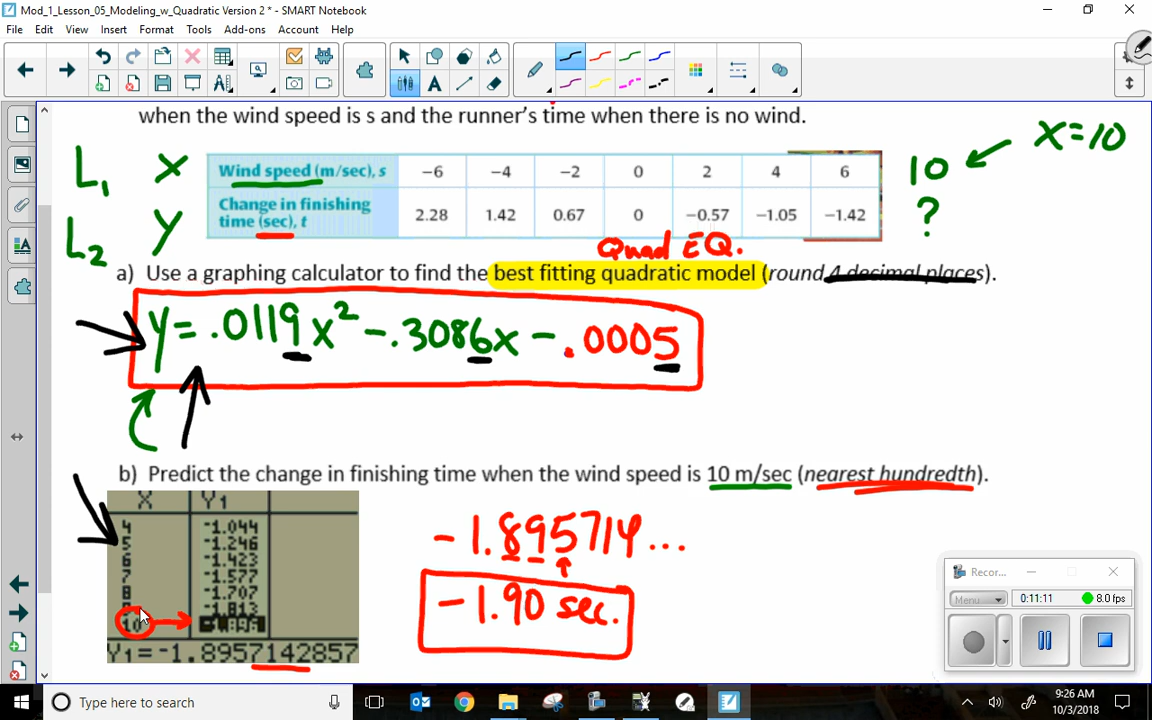 Mod_1_Lesson_05_Modeling_w_Quadratic Version 2 * - SMART Notebook
File Edit View Insert Format Tools Add-ons Account Help
when the wind speed is s and the runner's time when there is no wind.
x=10
L1 x Wind speed (m/sec), s -6 -4 -2 0 2 4 6 10
L2 y Change in finishing time (sec), t 2.28 1.42 0.67 0 -0.57 -1.05 -1.42 ?
Quad EQ.
a) Use a graphing calculator to find the best fitting quadratic model (round 4 decimal places).
y = .0119x² - .3086x - .0005
b) Predict the change in finishing time when the wind speed is 10 m/sec (nearest hundredth).
X Y1
4 -1.044
5 -1.246
6 -1.423
7 -1.577
8 -1.707
-1.813
10
Y1=-1.8957142857
-1.895714...
-1.90 sec.
Recor...
Menu... 0:11:11 8.0 fps
Type here to search
9:26 AM
10/3/2018